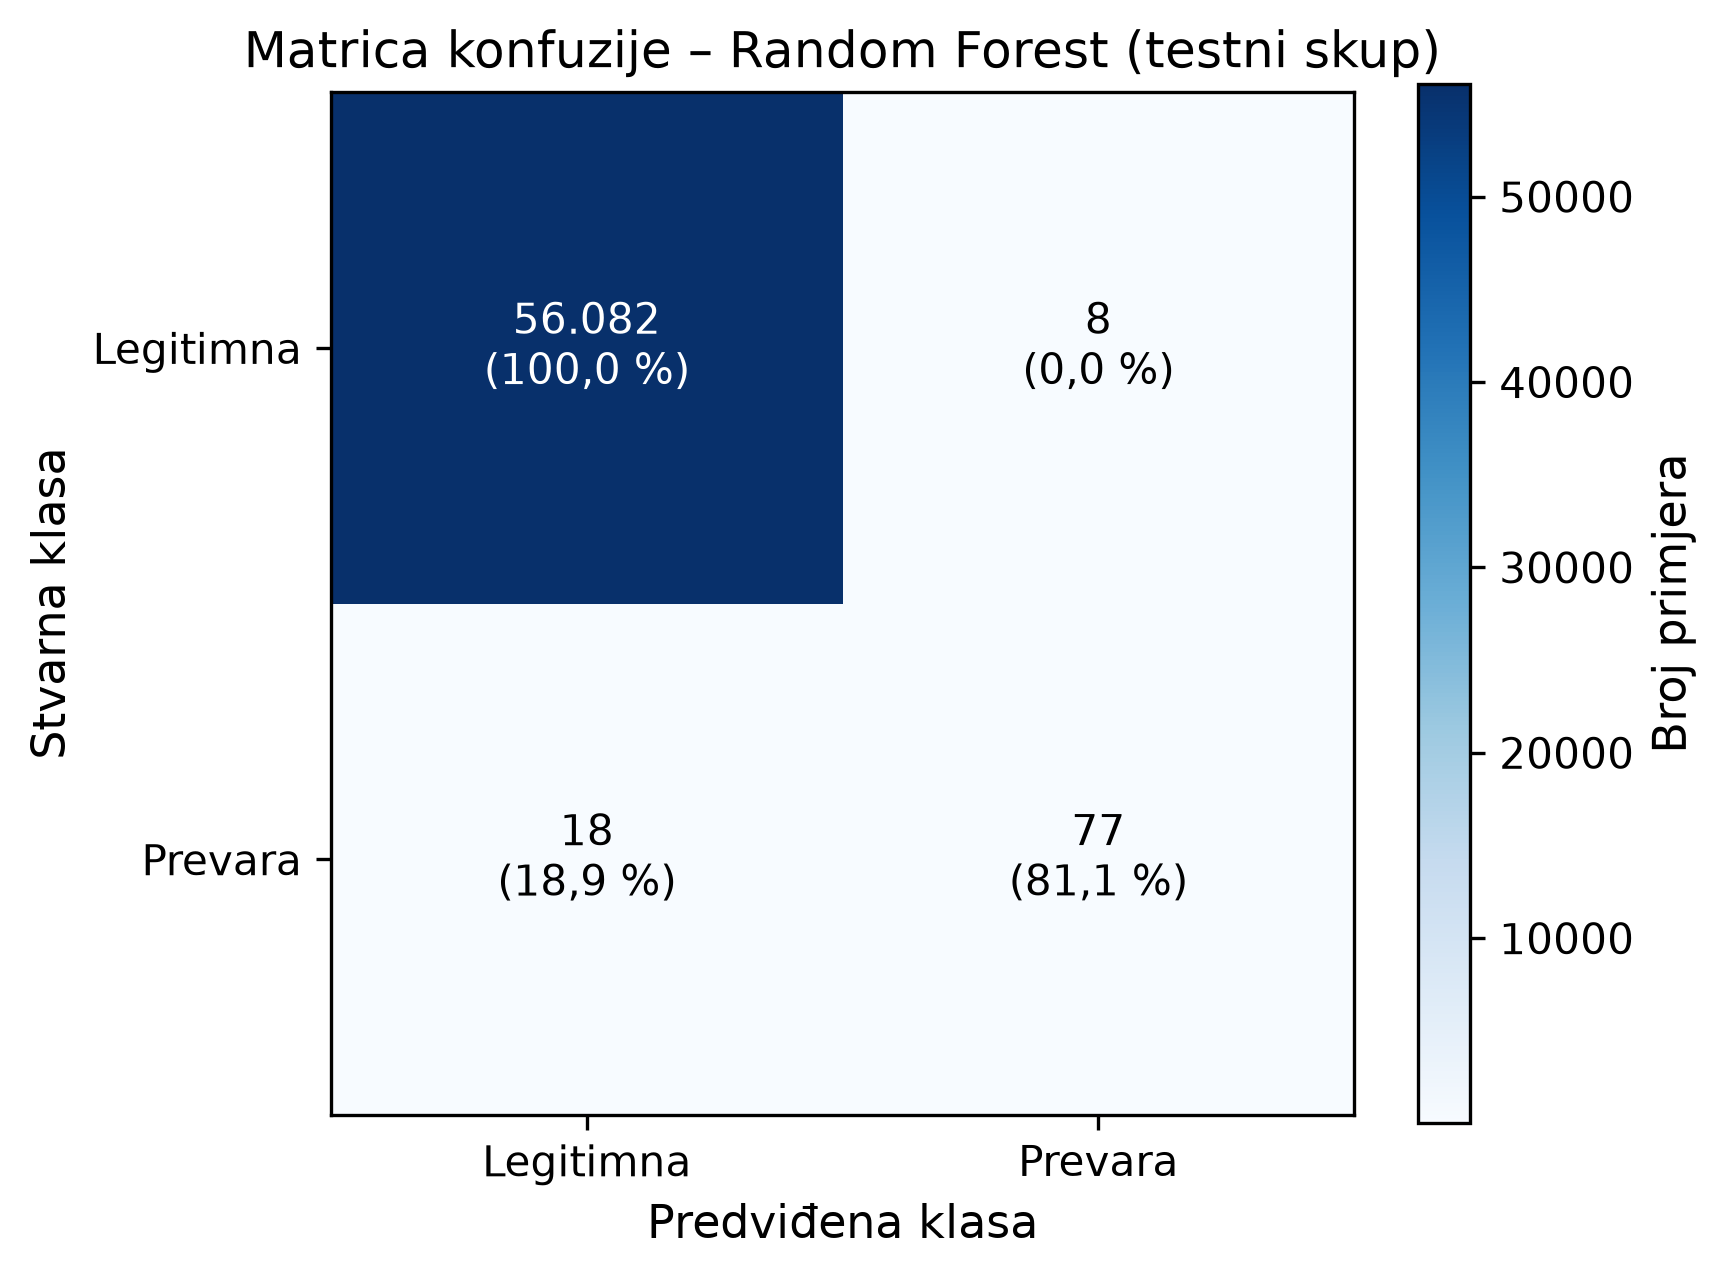 Matrica konfuzije – Random Forest (testni skup)
Stvarna klasa
Legitimna
56.082
(100,0 %)
8
(0,0 %)
Prevara
18
(18,9 %)
77
(81,1 %)
Legitimna
Prevara
Predviđena klasa
50000
40000
30000
20000
10000
Broj primjera